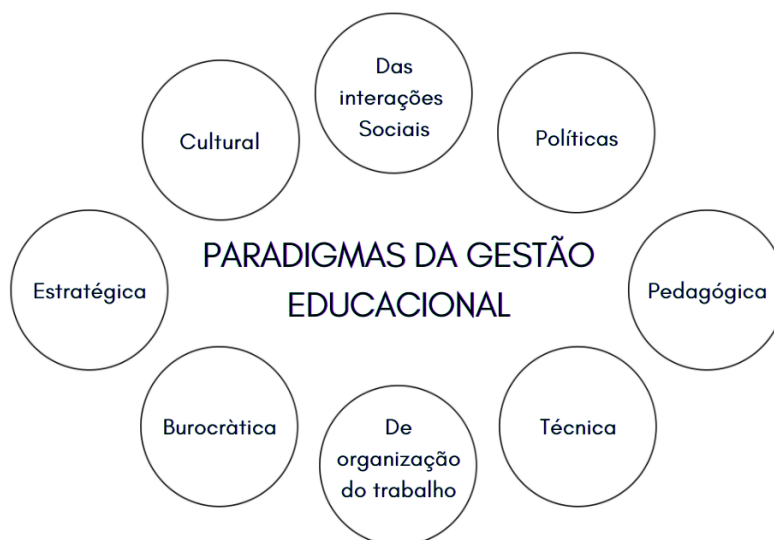 Das
interações
Sociais
Cultural
Políticas
PARADIGMAS DA GESTÃO
EDUCACIONAL
Estratégica
Pedagógica
Burocràtica
Técnica
De
organização
do trabalho